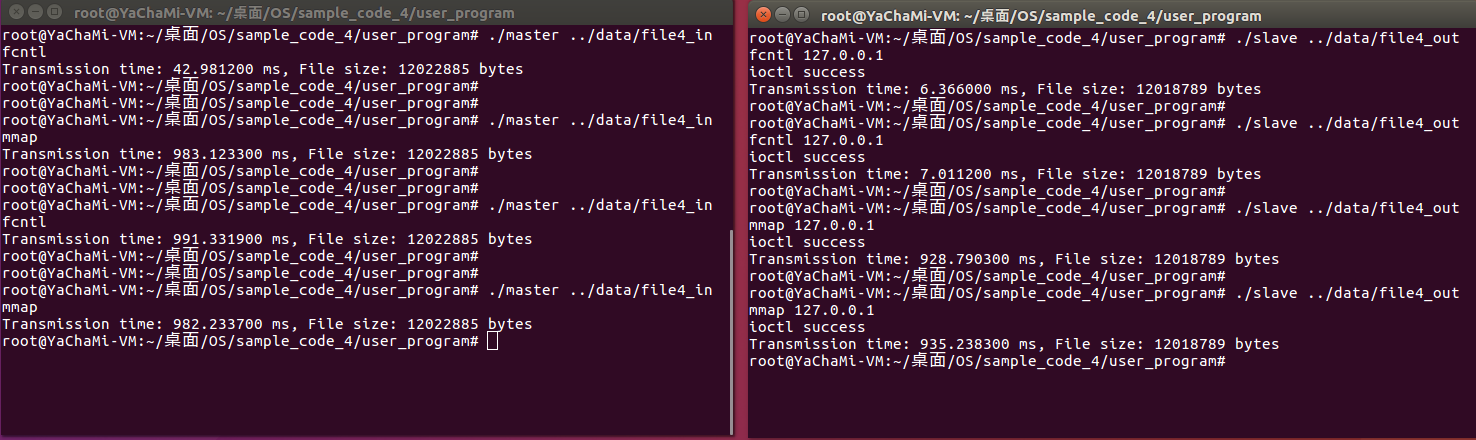 root@YaChaMi-VM: ~/桌面/OS/sample_code_4/user_program
root@YaChaMi-VM:~/桌面/OS/sample_code_4/user_program# ./master ../data/file4_in
fcntl
Transmission time: 42.981200 ms, File size: 12022885 bytes
root@YaChaMi-VM:~/桌面/OS/sample_code_4/user_program#
root@YaChaMi-VM:~/桌面/OS/sample_code_4/user_program#
root@YaChaMi-VM:~/桌面/OS/sample_code_4/user_program# ./master ../data/file4_in
mmap
Transmission time: 983.123300 ms, File size: 12022885 bytes
root@YaChaMi-VM:~/桌面/OS/sample_code_4/user_program#
root@YaChaMi-VM:~/桌面/OS/sample_code_4/user_program#
root@YaChaMi-VM:~/桌面/OS/sample_code_4/user_program# ./master ../data/file4_in
fcntl
Transmission time: 991.331900 ms, File size: 12022885 bytes
root@YaChaMi-VM:~/桌面/OS/sample_code_4/user_program#
root@YaChaMi-VM:~/桌面/OS/sample_code_4/user_program#
root@YaChaMi-VM:~/桌面/OS/sample_code_4/user_program# ./master ../data/file4_in
mmap
Transmission time: 982.233700 ms, File size: 12022885 bytes
root@YaChaMi-VM:~/桌面/OS/sample_code_4/user_program#
root@YaChaMi-VM: ~/桌面/OS/sample_code_4/user_program
root@YaChaMi-VM:~/桌面/OS/sample_code_4/user_program# ./slave ../data/file4_out
fcntl 127.0.0.1
ioctl success
Transmission time: 6.366000 ms, File size: 12018789 bytes
root@YaChaMi-VM:~/桌面/OS/sample_code_4/user_program#
root@YaChaMi-VM:~/桌面/OS/sample_code_4/user_program# ./slave ../data/file4_out
fcntl 127.0.0.1
ioctl success
Transmission time: 7.011200 ms, File size: 12018789 bytes
root@YaChaMi-VM:~/桌面/OS/sample_code_4/user_program#
root@YaChaMi-VM:~/桌面/OS/sample_code_4/user_program# ./slave ../data/file4_out
mmap 127.0.0.1
ioctl success
Transmission time: 928.790300 ms, File size: 12018789 bytes
root@YaChaMi-VM:~/桌面/OS/sample_code_4/user_program#
root@YaChaMi-VM:~/桌面/OS/sample_code_4/user_program# ./slave ../data/file4_out
mmap 127.0.0.1
ioctl success
Transmission time: 935.238300 ms, File size: 12018789 bytes
root@YaChaMi-VM:~/桌面/OS/sample_code_4/user_program#